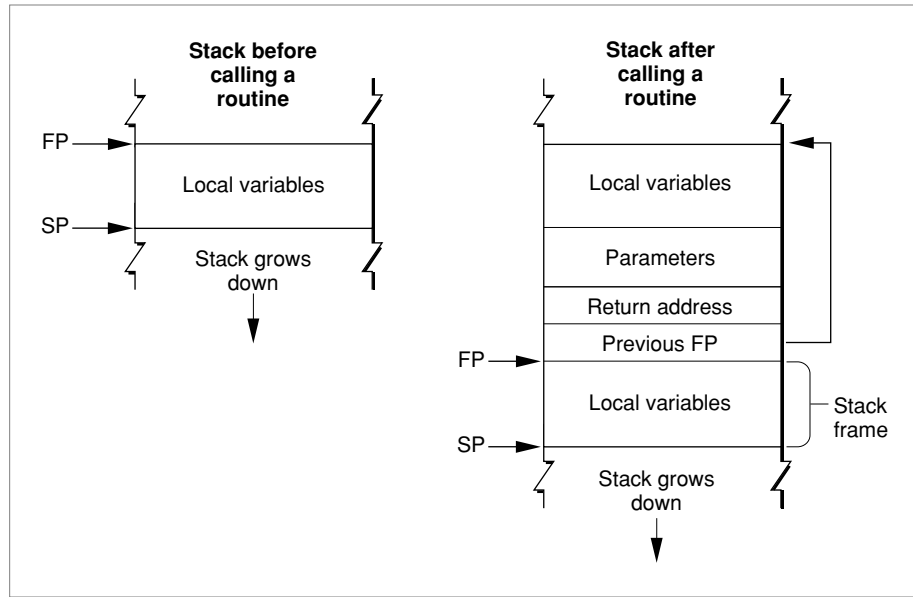 Stack before
calling a
routine
FP
Local variables
SP
Stack grows
down
Stack after
calling a
routine
Local variables
Parameters
Return address
Previous FP
FP
Local variables
Stack
frame
SP
Stack grows
down